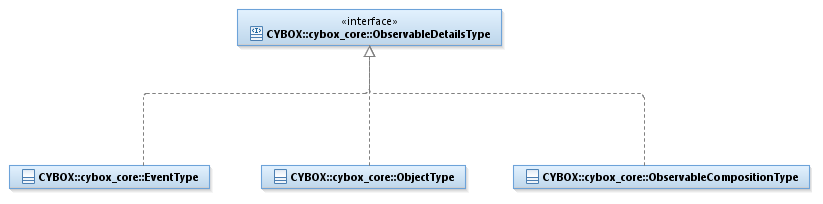 «interface»
CYBOX::cybox_core::ObservableDetailsType
CYBOX::cybox_core::EventType
CYBOX::cybox_core::ObjectType
CYBOX::cybox_core::ObservableCompositionType